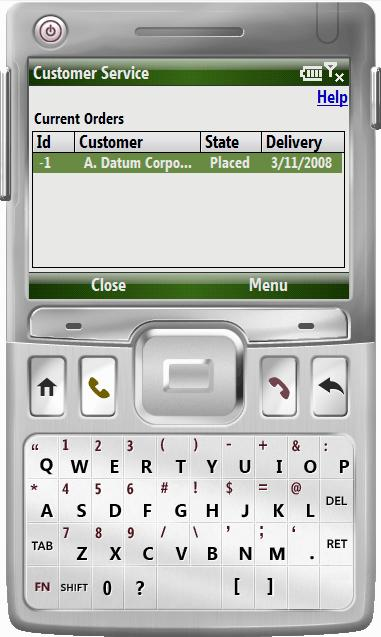 Customer Service
Help
Current Orders
Id Customer State Delivery
-1 A. Datum Corpo... Placed 3/11/2008
Close Menu
“ 1 2 3 ( ) - + & :
Q W E R T Y U I O P
* 4 5 6 # ! $ = @
A S D F G H J K L DEL
7 8 9 / \ ' ; ‘
TAB Z X C V B N M . RET
FN SHIFT 0 ? [ ]